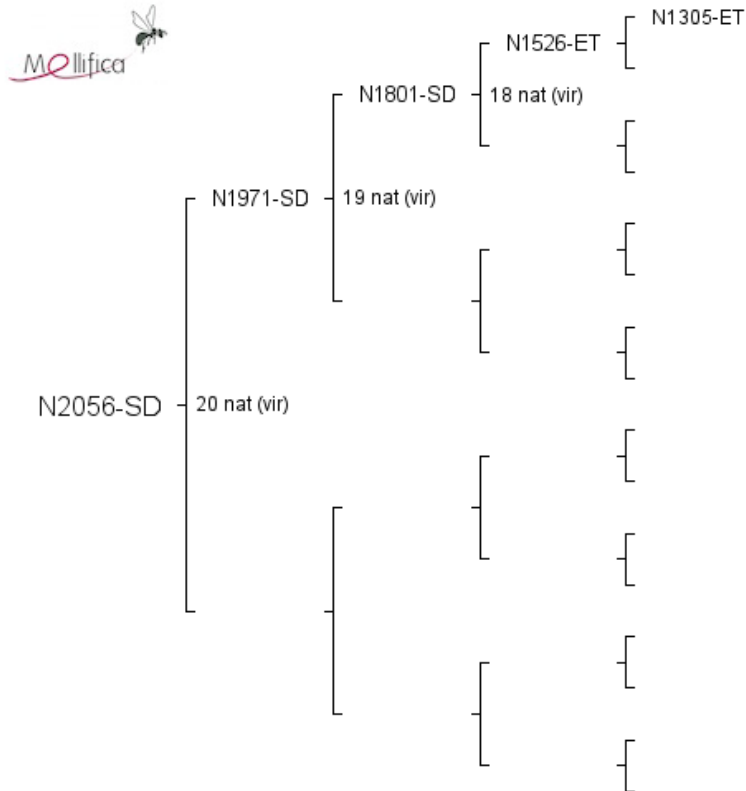 Mellifica
N1305-ET
N1526-ET
N1801-SD
18 nat (vir)
N1971-SD
19 nat (vir)
N2056-SD
20 nat (vir)